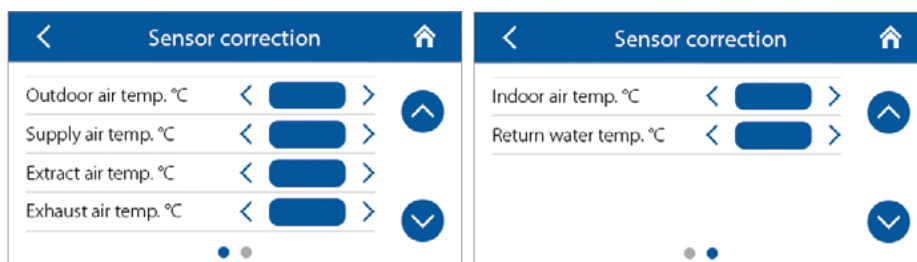 Sensor correction
Outdoor air temp. °C
Supply air temp. °C
Extract air temp. °C
Exhaust air temp. °C
Sensor correction
Indoor air temp. °C
Return water temp. °C